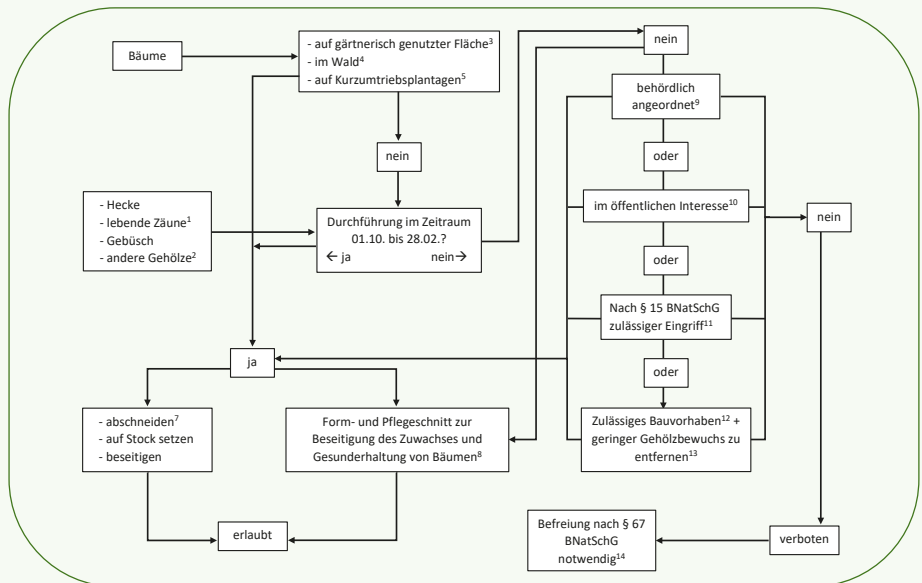 Bäume
- auf gärtnerisch genutzter Fläche³
- im Wald⁴
- auf Kurzumtriebsplantagen⁵
nein
- Hecke
- lebende Zäune¹
- Gebüsch
- andere Gehölze²
Durchführung im Zeitraum
01.10. bis 28.02.?
← ja nein→
ja
- abschneiden⁷
- auf Stock setzen
- beseitigen
Form- und Pflegeschnitt zur
Beseitigung des Zuwachses und
Gesunderhaltung von Bäumen⁸
erlaubt
nein
behördlich
angeordnet⁹
oder
im öffentlichen Interesse¹⁰
oder
Nach § 15 BNatSchG
zulässiger Eingriff¹¹
oder
Zulässiges Bauvorhaben¹² +
geringer Gehölzbewuchs zu
entfernen¹³
nein
verboten
Befreiung nach § 67
BNatSchG
notwendig¹⁴